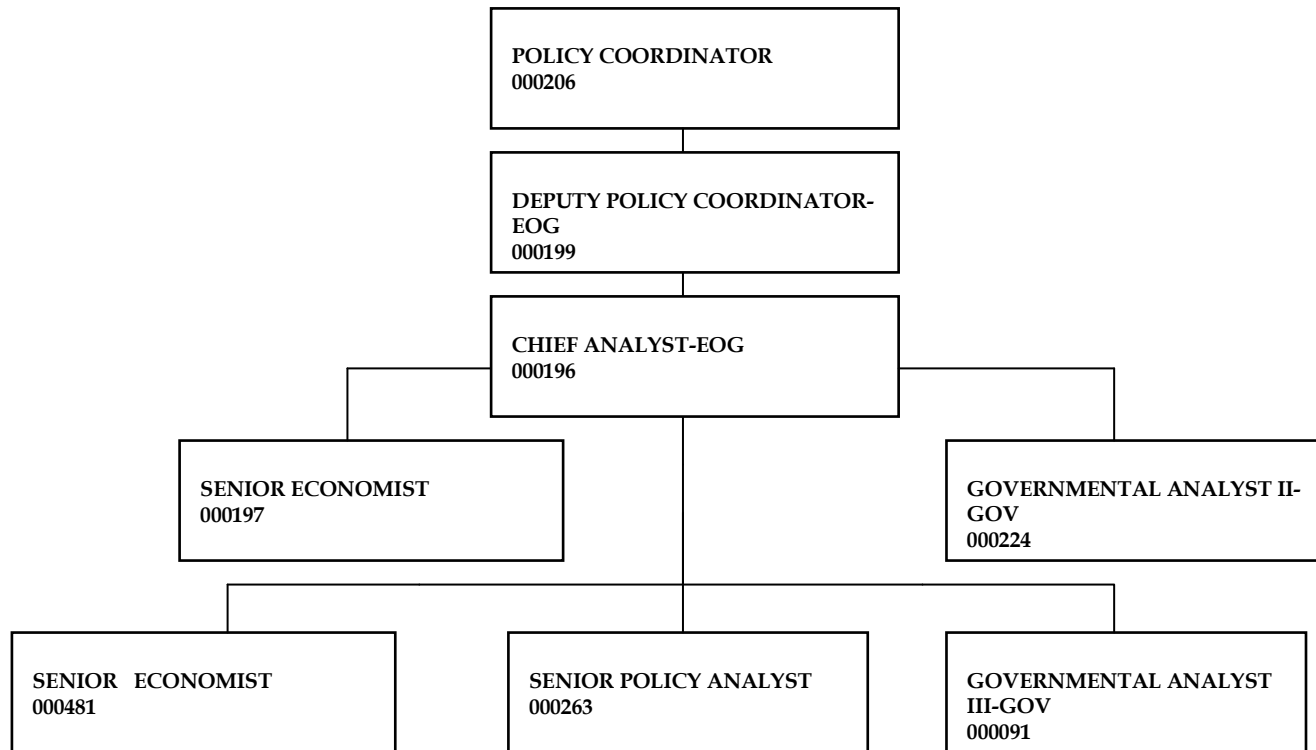 POLICY COORDINATOR
000206
DEPUTY POLICY COORDINATOR-
EOG
000199
CHIEF ANALYST-EOG
000196
SENIOR ECONOMIST
000197
GOVERNMENTAL ANALYST II-
GOV
000224
SENIOR ECONOMIST
000481
SENIOR POLICY ANALYST
000263
GOVERNMENTAL ANALYST
III-GOV
000091